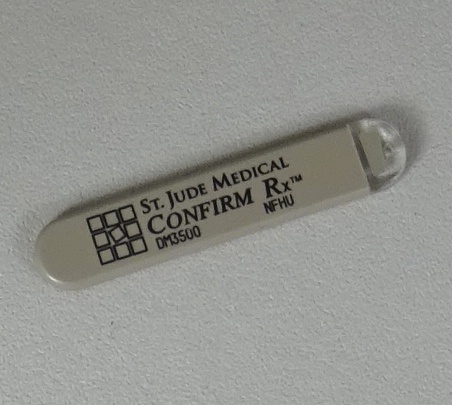 ST. JUDE MEDICAL
CONFIRM Rx™
DM3500 NFHU